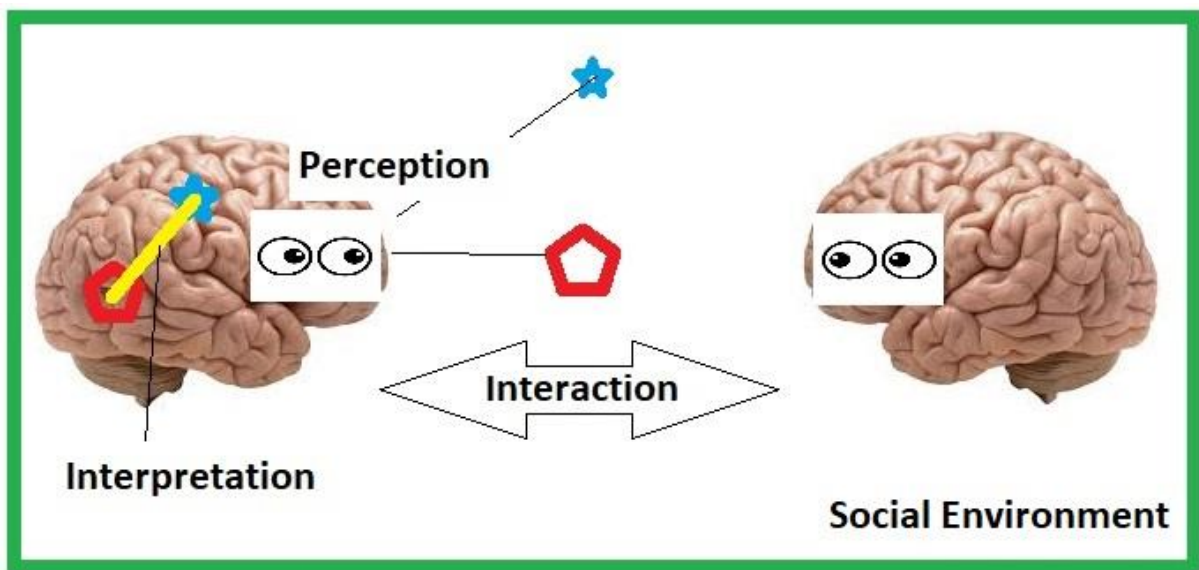 Perception
Interaction
Interpretation
Social Environment